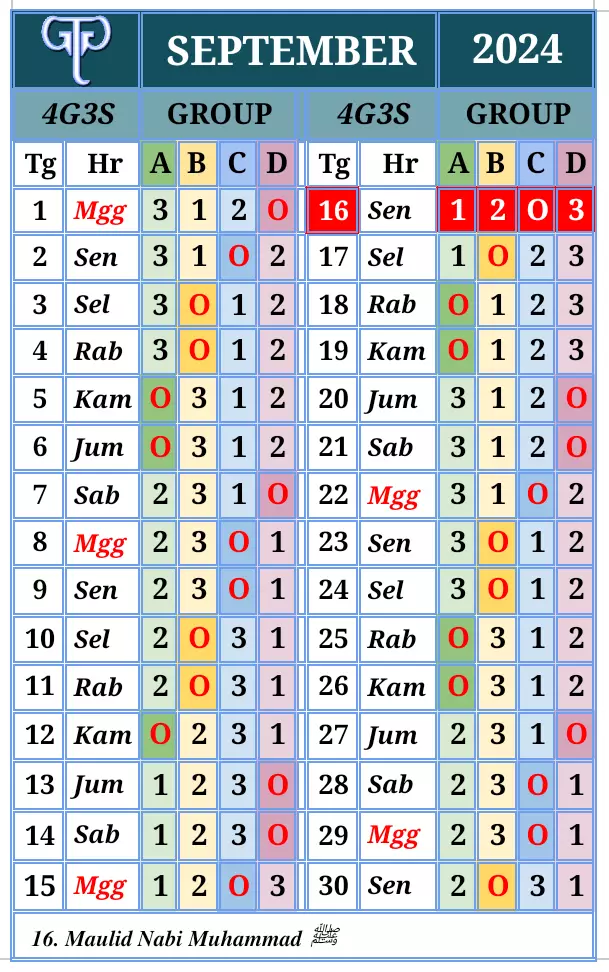 GTP SEPTEMBER 2024
4G3S GROUP 4G3S GROUP
Tg Hr A B C D Tg Hr A B C D
1 Mgg 3 1 2 O 16 Sen 1 2 O 3
2 Sen 3 1 O 2 17 Sel 1 O 2 3
3 Sel 3 O 1 2 18 Rab O 1 2 3
4 Rab 3 O 1 2 19 Kam O 1 2 3
5 Kam O 3 1 2 20 Jum 3 1 2 O
6 Jum O 3 1 2 21 Sab 3 1 2 O
7 Sab 2 3 1 O 22 Mgg 3 1 O 2
8 Mgg 2 3 O 1 23 Sen 3 O 1 2
9 Sen 2 3 O 1 24 Sel 3 O 1 2
10 Sel 2 O 3 1 25 Rab O 3 1 2
11 Rab 2 O 3 1 26 Kam O 3 1 2
12 Kam O 2 3 1 27 Jum 2 3 1 O
13 Jum 1 2 3 O 28 Sab 2 3 O 1
14 Sab 1 2 3 O 29 Mgg 2 3 O 1
15 Mgg 1 2 O 3 30 Sen 2 O 3 1
16. Maulid Nabi Muhammad ﷺ